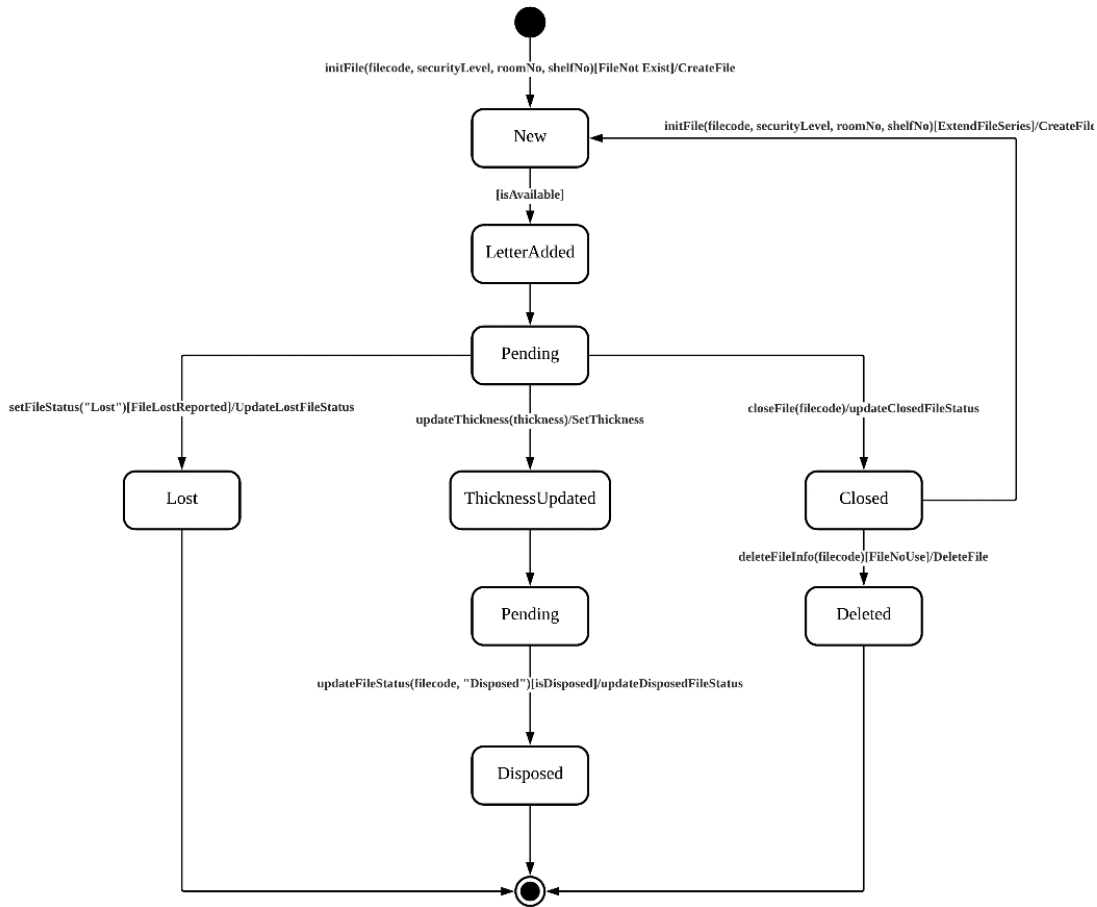 initFile(filecode, securityLevel, roomNo, shelfNo)[FileNot Exist]/CreateFile
initFile(filecode, securityLevel, roomNo, shelfNo)[ExtendFileSeries]/CreateFile
New
[isAvailable]
LetterAdded
Pending
setFileStatus("Lost")[FileLostReported]/UpdateLostFileStatus
updateThickness(thickness)/SetThickness
closeFile(filecode)/updateClosedFileStatus
Lost
ThicknessUpdated
Closed
deleteFileInfo(filecode)[FileNoUse]/DeleteFile
Pending
Deleted
updateFileStatus(filecode, "Disposed")[isDisposed]/updateDisposedFileStatus
Disposed